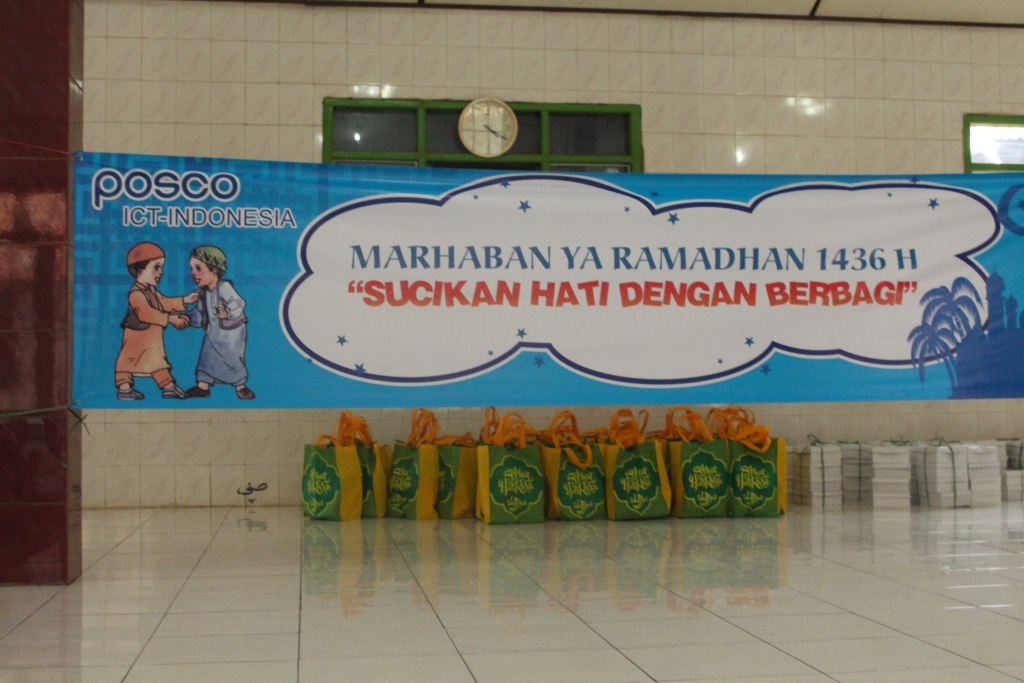 posco
ICT-INDONESIA
MARHABAN YA RAMADHAN 1436 H
“SUCIKAN HATI DENGAN BERBAGI”